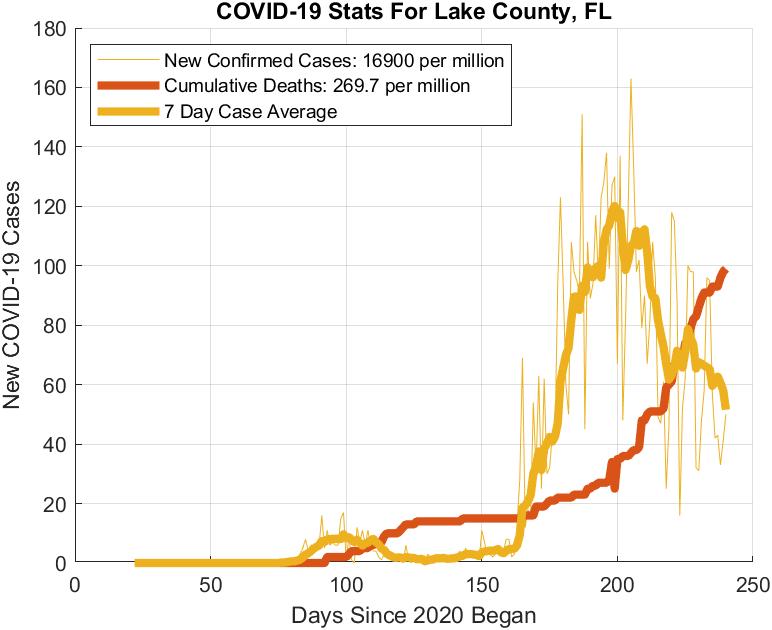 COVID-19 Stats For Lake County, FL
New Confirmed Cases: 16900 per million
Cumulative Deaths: 269.7 per million
7 Day Case Average
New COVID-19 Cases
180
160
140
120
100
80
60
40
20
0
0 50 100 150 200 250
Days Since 2020 Began